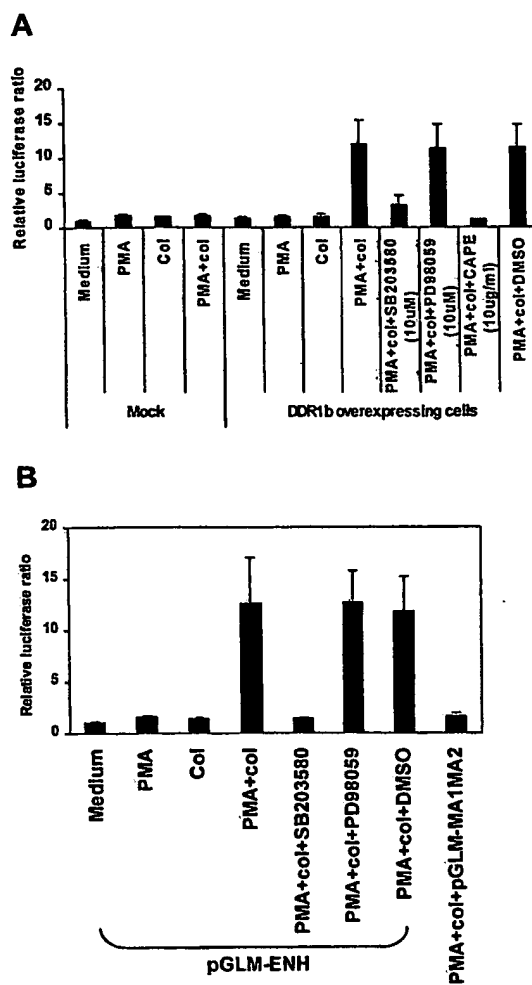 A
Relative luciferase ratio
20
15
10
5
0
Medium
PMA
Col
PMA+col
Medium
PMA
Col
PMA+col
PMA+col+SB203580
(10uM)
PMA+col+PD98059
(10uM)
PMA+col+CAPE
(10ug/ml)
PMA+col+DMSO
Mock
DDR1b overexpressing cells
B
Relative luciferase ratio
20
15
10
5
0
Medium
PMA
Col
PMA+col
PMA+col+SB203580
PMA+col+PD98059
PMA+col+DMSO
PMA+col+pGLM-MA1MA2
pGLM-ENH